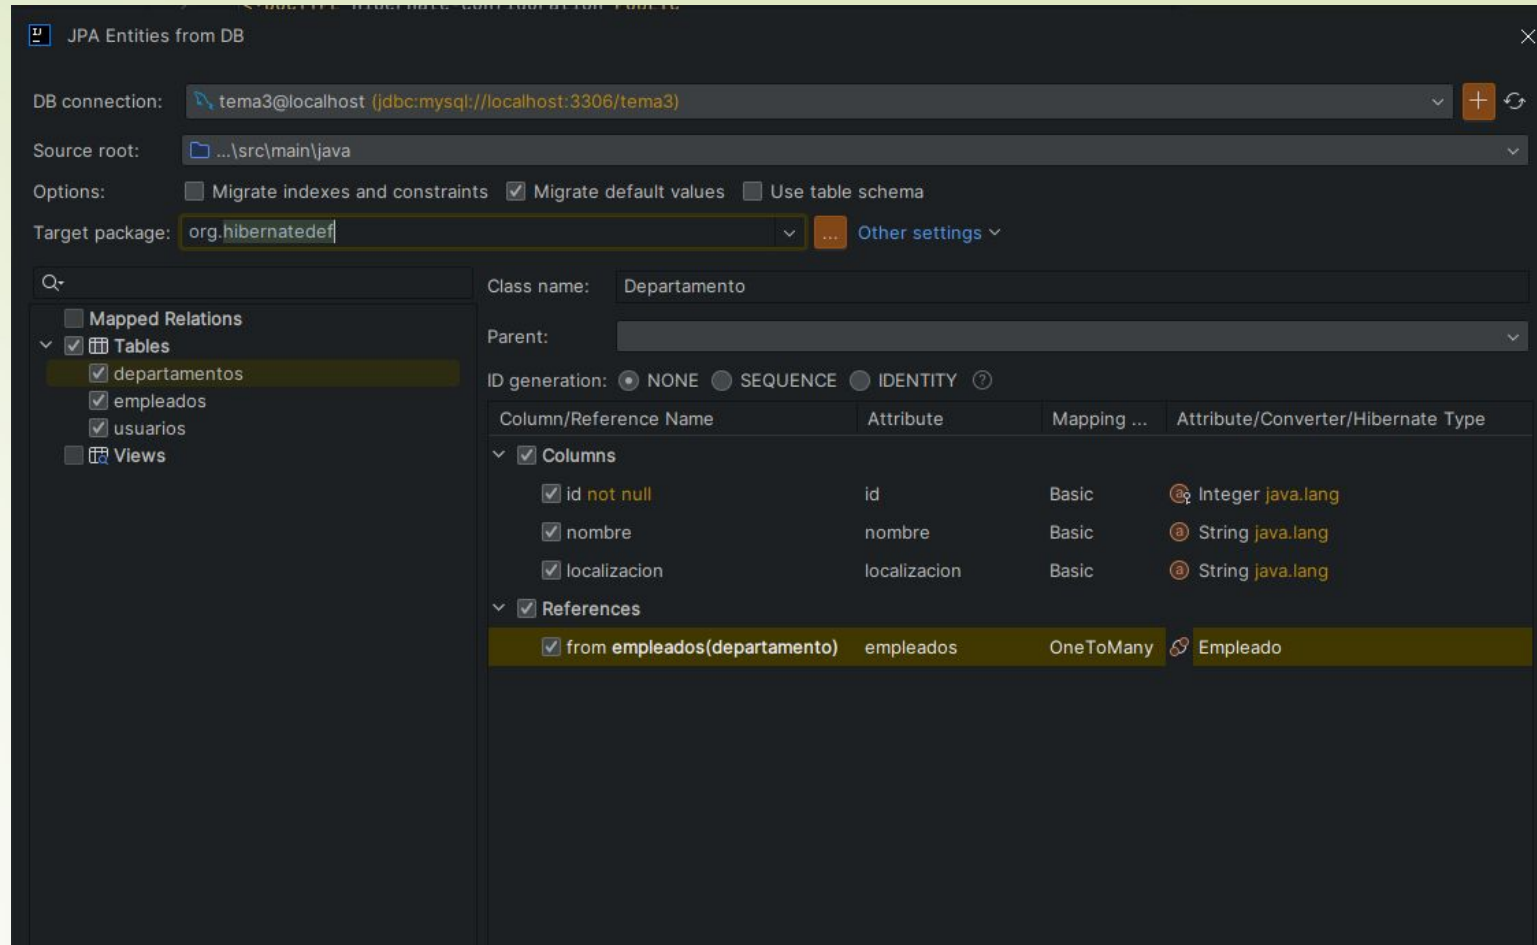 JPA Entities from DB
DB connection: tema3@localhost (jdbc:mysql://localhost:3306/tema3)
Source root: ...\src\main\java
Options: Migrate indexes and constraints Migrate default values Use table schema
Target package: org.hibernatedef ... Other settings
Class name: Departamento
Mapped Relations
Tables
departamentos
empleados
usuarios
Views
Parent:
ID generation: NONE SEQUENCE IDENTITY ?
Column/Reference Name Attribute Mapping ... Attribute/Converter/Hibernate Type
Columns
id not null id Basic Integer java.lang
nombre nombre Basic String java.lang
localizacion localizacion Basic String java.lang
References
from empleados(departamento) empleados OneToMany Empleado